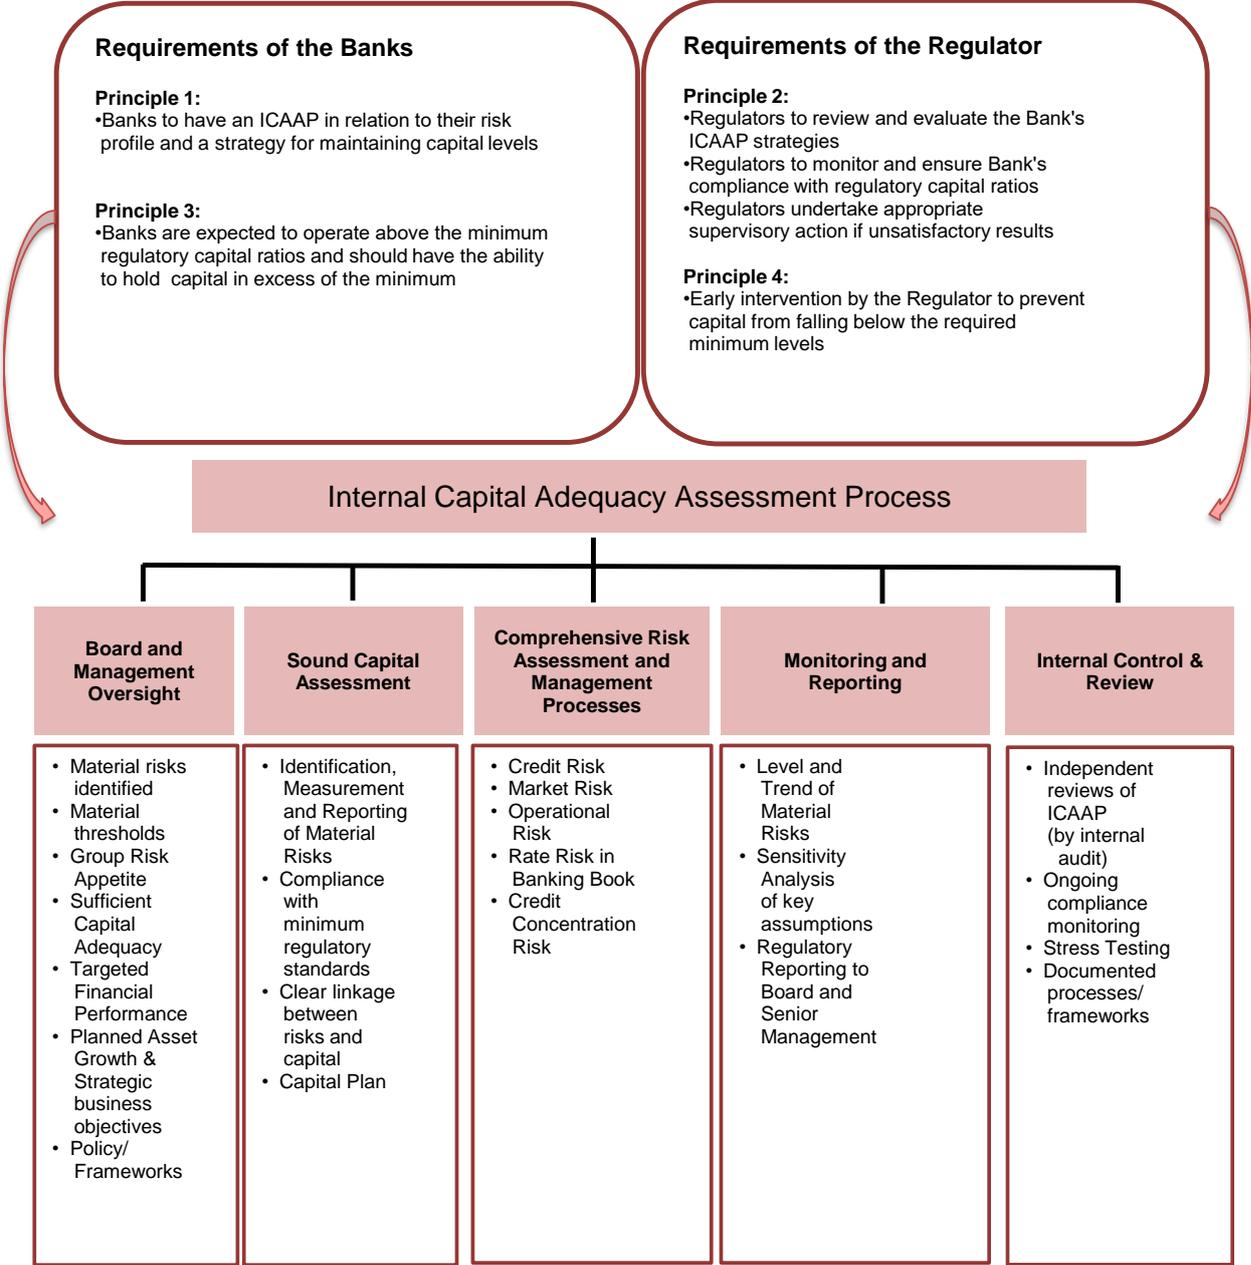 Requirements of the Banks
Principle 1:
•Banks to have an ICAAP in relation to their risk
profile and a strategy for maintaining capital levels
Principle 3:
•Banks are expected to operate above the minimum
regulatory capital ratios and should have the ability
to hold capital in excess of the minimum
Requirements of the Regulator
Principle 2:
•Regulators to review and evaluate the Bank's
ICAAP strategies
•Regulators to monitor and ensure Bank's
compliance with regulatory capital ratios
•Regulators undertake appropriate
supervisory action if unsatisfactory results
Principle 4:
•Early intervention by the Regulator to prevent
capital from falling below the required
minimum levels
Internal Capital Adequacy Assessment Process
Board and
Management
Oversight
• Material risks
identified
• Material
thresholds
• Group Risk
Appetite
• Sufficient
Capital
Adequacy
• Targeted
Financial
Performance
• Planned Asset
Growth &
Strategic
business
objectives
• Policy/
Frameworks
Sound Capital
Assessment
• Identification,
Measurement
and Reporting
of Material
Risks
• Compliance
with
minimum
regulatory
standards
• Clear linkage
between
risks and
capital
• Capital Plan
Comprehensive Risk
Assessment and
Management
Processes
• Credit Risk
• Market Risk
• Operational
Risk
• Rate Risk in
Banking Book
• Credit
Concentration
Risk
Monitoring and
Reporting
• Level and
Trend of
Material
Risks
• Sensitivity
Analysis
of key
assumptions
• Regulatory
Reporting to
Board and
Senior
Management
Internal Control &
Review
• Independent
reviews of
ICAAP
(by internal
audit)
• Ongoing
compliance
monitoring
• Stress Testing
• Documented
processes/
frameworks